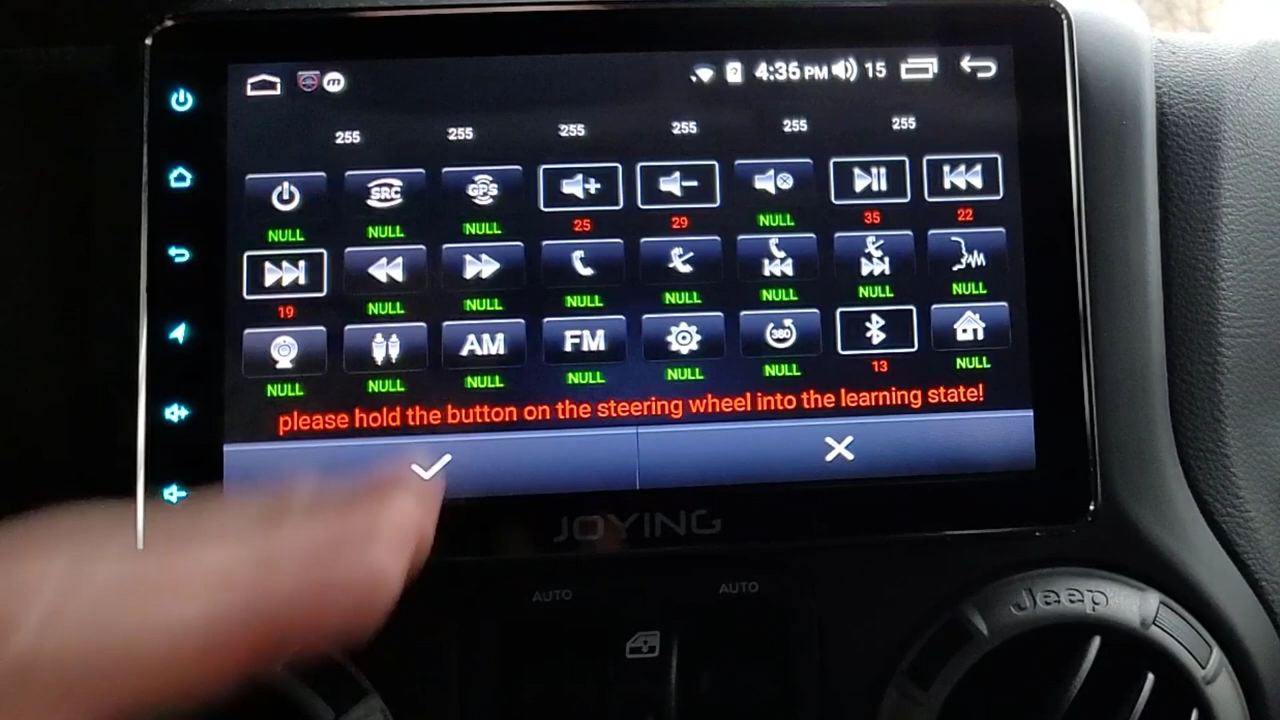 m 4:36 PM 15
255 255 255 255 255 255
SRC GPS
NULL NULL NULL 25 29 NULL 35 22
19 NULL NULL NULL NULL NULL NULL NULL
AM FM 360
NULL NULL NULL NULL NULL NULL 13 NULL
please hold the button on the steering wheel into the learning state!
JOYING
AUTO AUTO
Jeep